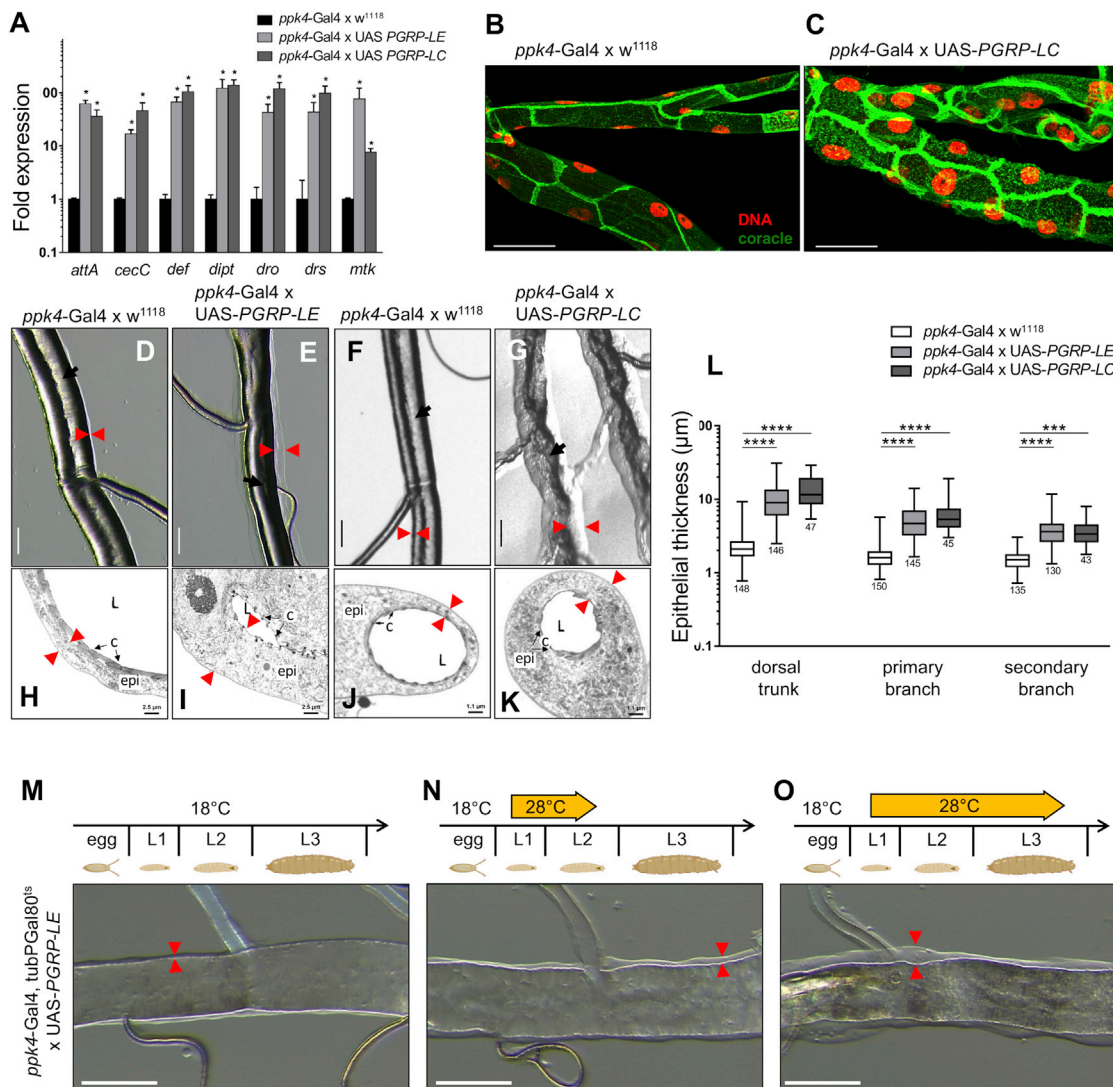 A
ppk4-Gal4 x w1118
ppk4-Gal4 x UAS PGRP-LE
ppk4-Gal4 x UAS PGRP-LC
Fold expression
00
10
1
0.1
* * * * * * * * * * * * * *
attA cecC def dipt dro drs mtk
B
ppk4-Gal4 x w1118
DNA
coracle
C
ppk4-Gal4 x UAS-PGRP-LC
ppk4-Gal4 x w1118
ppk4-Gal4 x
UAS-PGRP-LE
ppk4-Gal4 x w1118
ppk4-Gal4 x
UAS-PGRP-LC
D
E
F
G
L
c
epi
H
2.5 µm
L
c
epi
I
2.5 µm
epi
c
L
J
1.1 µm
c
L
epi
K
1.1 µm
L
ppk4-Gal4 x w1118
ppk4-Gal4 x UAS-PGRP-LE
ppk4-Gal4 x UAS-PGRP-LC
Epithelial thickness (µm)
00
10
1
0.1
**** **** ***
**** **** ****
148 146 47 150 145 45 135 130 43
dorsal
trunk
primary
branch
secondary
branch
M
18°C
egg L1 L2 L3
N
18°C 28°C
egg L1 L2 L3
O
18°C 28°C
egg L1 L2 L3
ppk4-Gal4, tubPGal80ts
x UAS-PGRP-LE